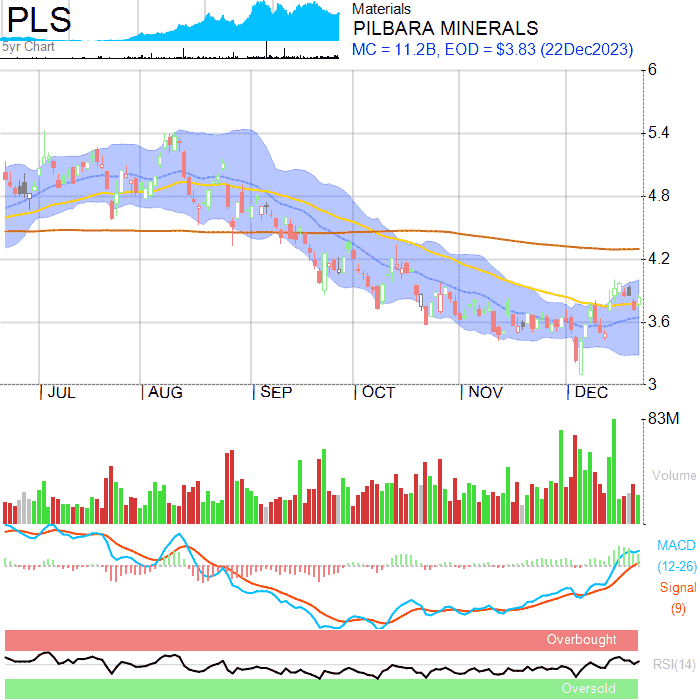 PLS
5yr Chart
Materials
PILBARA MINERALS
MC = 11.2B, EOD = $3.83 (22Dec2023)
6
5.4
4.8
4.2
3.6
3
JUL AUG SEP OCT NOV DEC
83M
Volume
MACD
(12-26)
Signal
(9)
Overbought
RSI(14)
Oversold